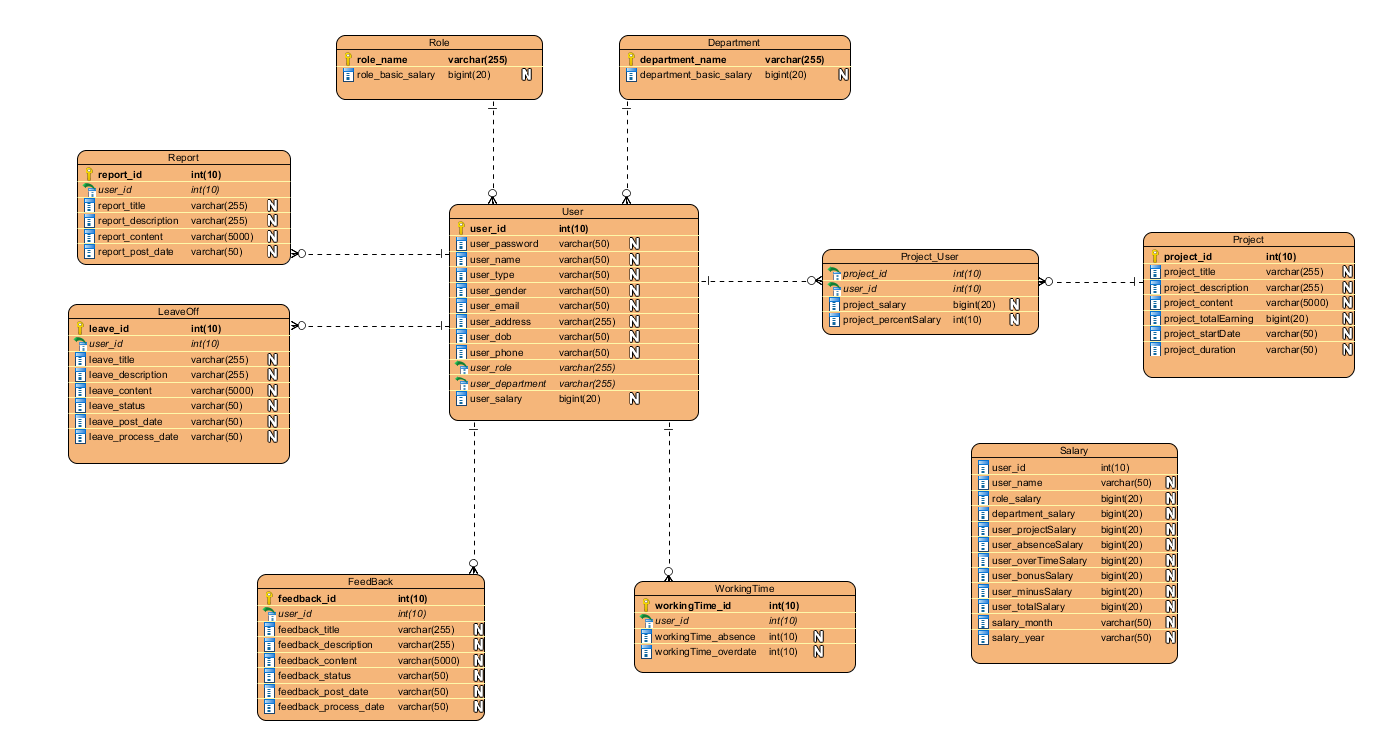 Role
role_name varchar(255)
role_basic_salary bigint(20) N
Department
department_name varchar(255)
department_basic_salary bigint(20) N
Report
report_id int(10)
user_id int(10)
report_title varchar(255) N
report_description varchar(255) N
report_content varchar(5000) N
report_post_date varchar(50) N
User
user_id int(10)
user_password varchar(50) N
user_name varchar(50) N
user_type varchar(50) N
user_gender varchar(50) N
user_email varchar(50) N
user_address varchar(255) N
user_dob varchar(50) N
user_phone varchar(50) N
user_role varchar(255)
user_department varchar(255)
user_salary bigint(20) N
Project_User
project_id int(10)
user_id int(10)
project_salary bigint(20) N
project_percentSalary int(10) N
Project
project_id int(10)
project_title varchar(255) N
project_description varchar(255) N
project_content varchar(5000) N
project_totalEarning bigint(20) N
project_startDate varchar(50) N
project_duration varchar(50) N
LeaveOff
leave_id int(10)
user_id int(10)
leave_title varchar(255) N
leave_description varchar(255) N
leave_content varchar(5000) N
leave_status varchar(50) N
leave_post_date varchar(50) N
leave_process_date varchar(50) N
Salary
user_id int(10)
user_name varchar(50) N
role_salary bigint(20) N
department_salary bigint(20) N
user_projectSalary bigint(20) N
user_absenceSalary bigint(20) N
user_overTimeSalary bigint(20) N
user_bonusSalary bigint(20) N
user_minusSalary bigint(20) N
user_totalSalary bigint(20) N
salary_month varchar(50) N
salary_year varchar(50) N
FeedBack
feedback_id int(10)
user_id int(10)
feedback_title varchar(255) N
feedback_description varchar(255) N
feedback_content varchar(5000) N
feedback_status varchar(50) N
feedback_post_date varchar(50) N
feedback_process_date varchar(50) N
WorkingTime
workingTime_id int(10)
user_id int(10)
workingTime_absence int(10) N
workingTime_overdate int(10) N